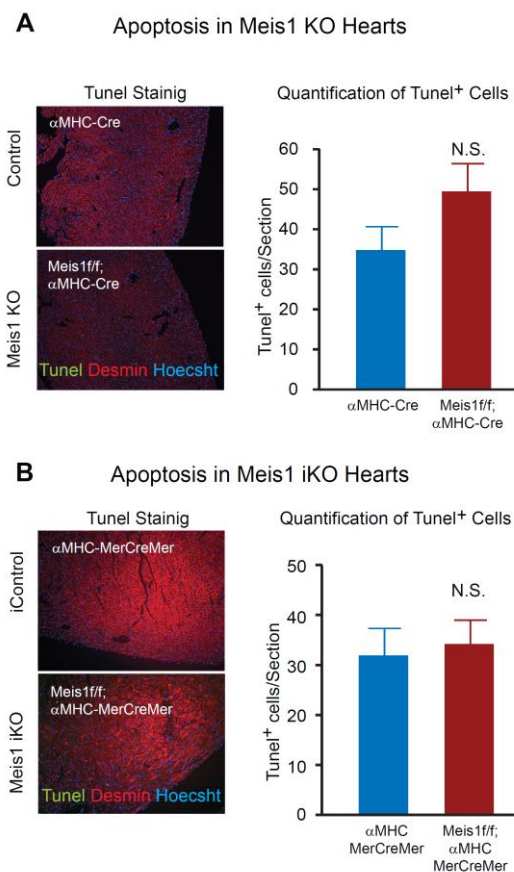 A
Apoptosis in Meis1 KO Hearts
Tunel Stainig
Control
αMHC-Cre
Meis1 KO
Meis1f/f;
αMHC-Cre
Tunel Desmin Hoecsht
Quantification of Tunel⁺ Cells
Tunel⁺ cells/Section
60
50
40
30
20
10
0
N.S.
αMHC-Cre
Meis1f/f;
αMHC-Cre
B
Apoptosis in Meis1 iKO Hearts
Tunel Stainig
iControl
αMHC-MerCreMer
Meis1 iKO
Meis1f/f;
αMHC-MerCreMer
Tunel Desmin Hoecsht
Quantification of Tunel⁺ Cells
Tunel⁺ cells/Section
50
40
30
20
10
0
N.S.
αMHC
MerCreMer
Meis1f/f;
αMHC
MerCreMer